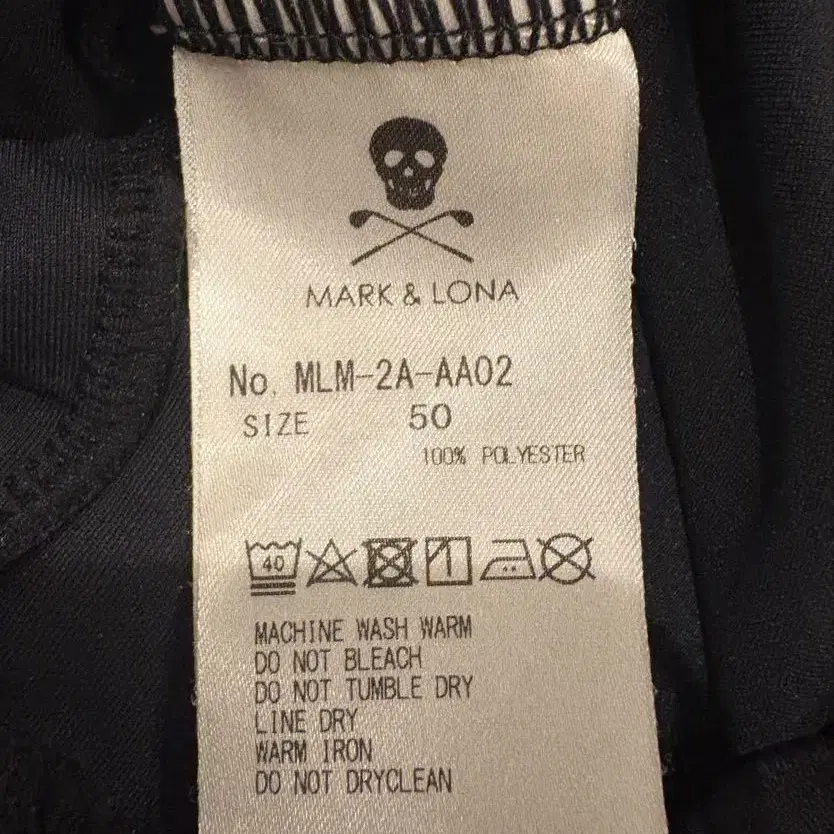 MARK & LONA
No. MLM-2A-AA02
SIZE 50
100% POLYESTER
40
MACHINE WASH WARM
DO NOT BLEACH
DO NOT TUMBLE DRY
LINE DRY
WARM IRON
DO NOT DRYCLEAN